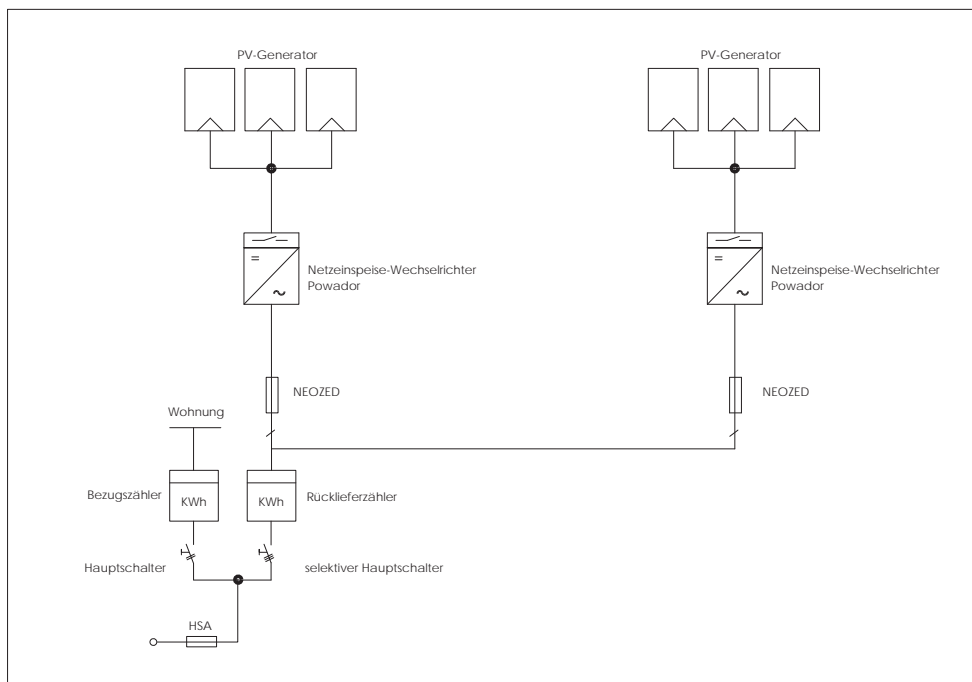 PV-Generator
PV-Generator
Netzeinspeise-Wechselrichter
Powador
Netzeinspeise-Wechselrichter
Powador
NEOZED
NEOZED
Wohnung
Bezugszähler
KWh
KWh
Rücklieferzähler
Hauptschalter
selektiver Hauptschalter
HSA